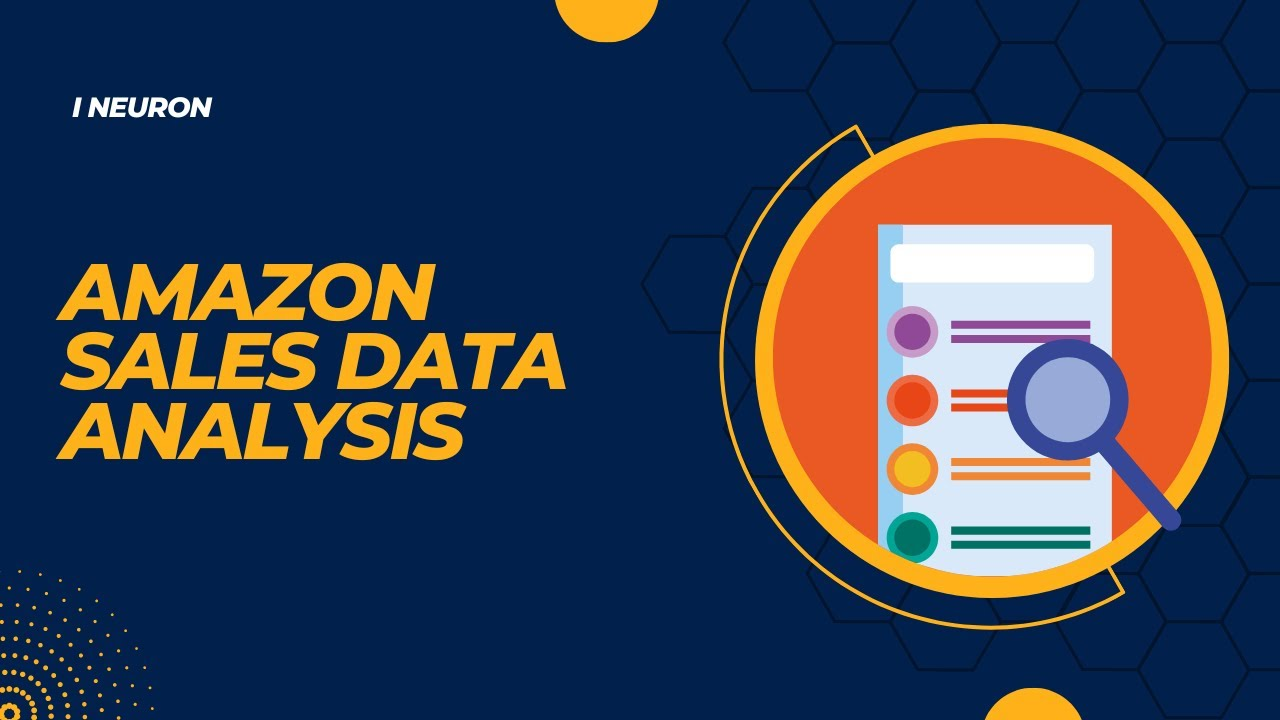 I NEURON
AMAZON
SALES DATA
ANALYSIS